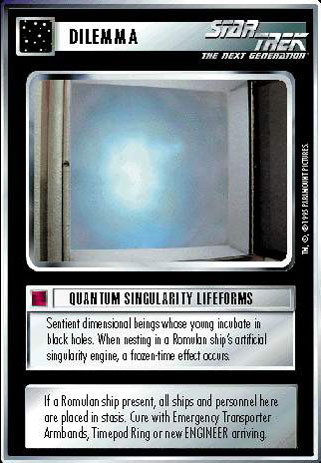 DILEMMA
STAR TREK
THE NEXT GENERATION
TM, ®, © 1995 PARAMOUNT PICTURES.
QUANTUM SINGULARITY LIFEFORMS
Sentient dimensional beings whose young incubate in
black holes. When nesting in a Romulan ship's artificial
singularity engine, a frozen-time effect occurs.
If a Romulan ship present, all ships and personnel here
are placed in stasis. Cure with Emergency Transporter
Armbands, Timepod Ring or new ENGINEER arriving.